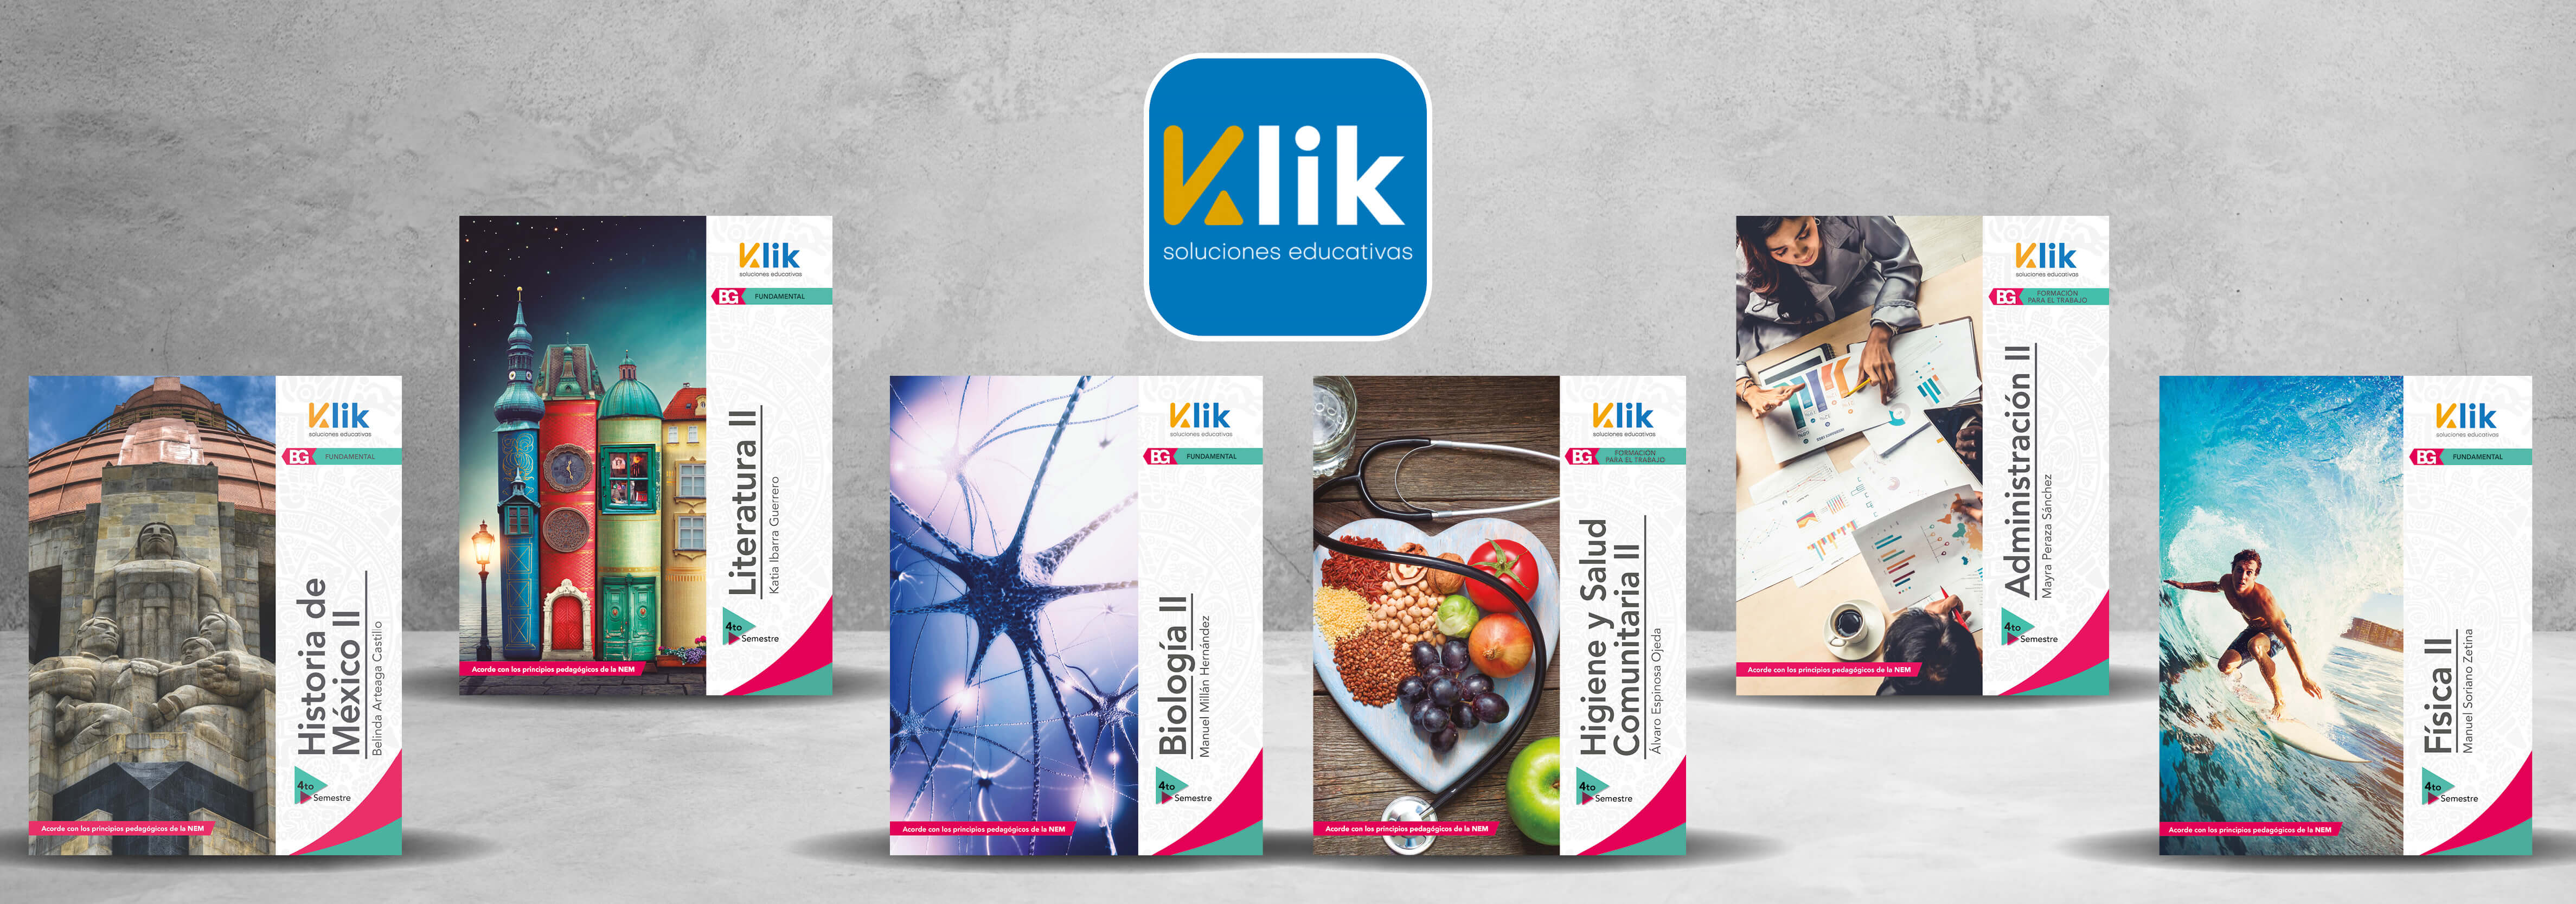 Klik
soluciones educativas
Klik
soluciones educativas
BG FUNDAMENTAL
Historia de
México II
Belinda Arteaga Castillo
4to
Semestre
Acorde con los principios pedagógicos de la NEM
Klik
soluciones educativas
BG FUNDAMENTAL
Literatura II
Katia Ibarra Guerrero
4to
Semestre
Acorde con los principios pedagógicos de la NEM
Klik
soluciones educativas
BG FUNDAMENTAL
Biología II
Manuel Millán Hernández
4to
Semestre
Acorde con los principios pedagógicos de la NEM
Klik
soluciones educativas
BG FORMACIÓN
PARA EL TRABAJO
Higiene y Salud
Comunitaria II
Álvaro Espinosa Ojeda
4to
Semestre
Acorde con los principios pedagógicos de la NEM
Klik
soluciones educativas
BG FORMACIÓN
PARA EL TRABAJO
Administración II
Mayra Peraza Sánchez
4to
Semestre
Acorde con los principios pedagógicos de la NEM
Klik
soluciones educativas
BG FUNDAMENTAL
Física II
Manuel Soriano Zetina
4to
Semestre
Acorde con los principios pedagógicos de la NEM